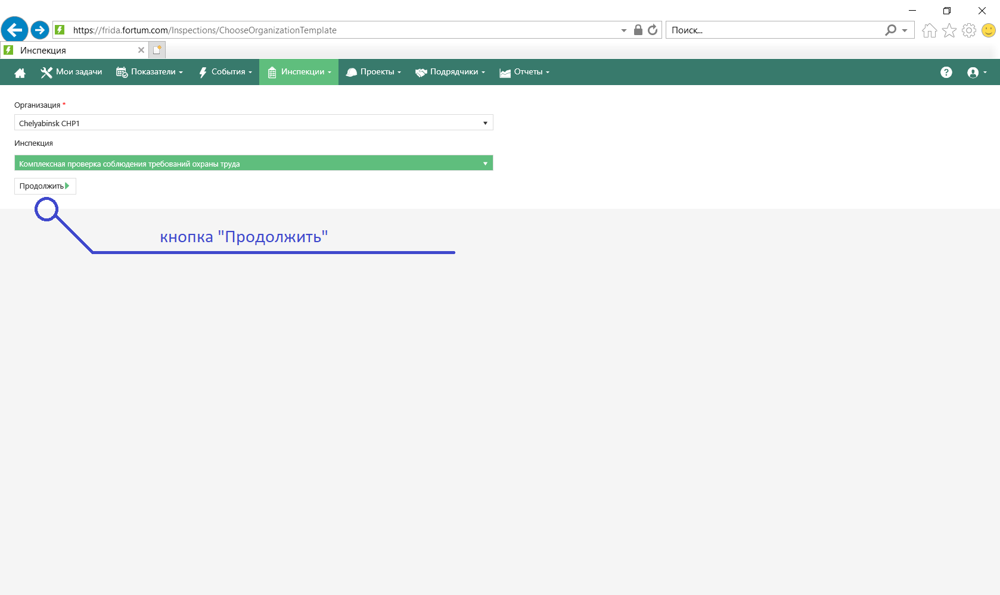 https://frida.fortum.com/Inspections/ChooseOrganizationTemplate
Поиск...
Инспекция
Мои задачи Показатели События Инспекции Проекты Подрядчики Отчеты ?
Организация *
Chelyabinsk CHP1
Инспекция
Комплексная проверка соблюдения требований охраны труда
Продолжить
кнопка "Продолжить"